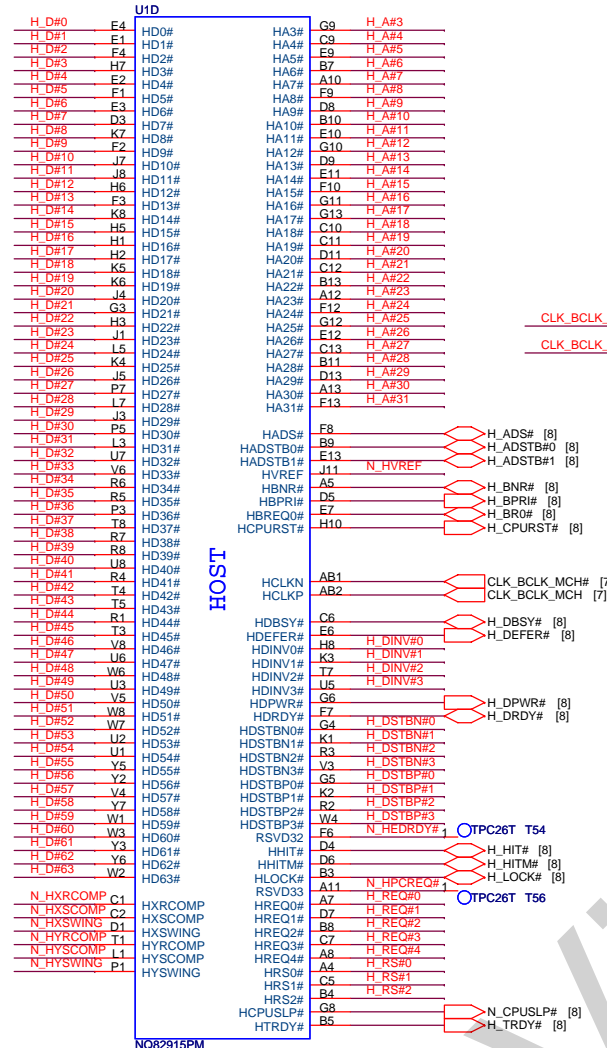 U1D
H_D#0 E4 HD0# HA3# G9 H_A#3
H_D#1 E1 HD1# HA4# C9 H_A#4
H_D#2 F4 HD2# HA5# E9 H_A#5
H_D#3 H7 HD3# HA6# B7 H_A#6
H_D#4 E2 HD4# HA7# A10 H_A#7
H_D#5 F1 HD5# HA8# F9 H_A#8
H_D#6 E3 HD6# HA9# D8 H_A#9
H_D#7 D3 HD7# HA10# B10 H_A#10
H_D#8 K7 HD8# HA11# E10 H_A#11
H_D#9 F2 HD9# HA12# G10 H_A#12
H_D#10 J7 HD10# HA13# D9 H_A#13
H_D#11 J8 HD11# HA14# E11 H_A#14
H_D#12 H6 HD12# HA15# F10 H_A#15
H_D#13 F3 HD13# HA16# G11 H_A#16
H_D#14 K8 HD14# HA17# G13 H_A#17
H_D#15 H5 HD15# HA18# C10 H_A#18
H_D#16 H1 HD16# HA19# C11 H_A#19
H_D#17 H2 HD17# HA20# D11 H_A#20
H_D#18 K5 HD18# HA21# C12 H_A#21
H_D#19 K6 HD19# HA22# B13 H_A#22
H_D#20 J4 HD20# HA23# A12 H_A#23
H_D#21 G3 HD21# HA24# F12 H_A#24
H_D#22 H3 HD22# HA25# G12 H_A#25 CLK_BCLK_
H_D#23 J1 HD23# HA26# E12 H_A#26
H_D#24 L5 HD24# HA27# C13 H_A#27 CLK_BCLK_
H_D#25 K4 HD25# HA28# B11 H_A#28
H_D#26 J5 HD26# HA29# D13 H_A#29
H_D#27 P7 HD27# HA30# A13 H_A#30
H_D#28 L7 HD28# HA31# F13 H_A#31
H_D#29 J3 HD29#
H_D#30 P5 HD30# HADS# F8 H_ADS# [8]
H_D#31 L3 HD31# HADSTB0# B9 H_ADSTB#0 [8]
H_D#32 U7 HD32# HADSTB1# E13 H_ADSTB#1 [8]
H_D#33 V6 HD33# HVREF J11 N_HVREF
H_D#34 R6 HD34# HBNR# A5 H_BNR# [8]
H_D#35 R5 HD35# HBPRI# D5 H_BPRI# [8]
H_D#36 P3 HD36# HBREQ0# E7 H_BR0# [8]
H_D#37 T8 HD37# HCPURST# H10 H_CPURST# [8]
H_D#38 R7 HD38#
H_D#39 R8 HD39#
H_D#40 U8 HD40#
H_D#41 R4 HD41# HCLKN AB1 CLK_BCLK_MCH# [7
H_D#42 T4 HD42# HCLKP AB2 CLK_BCLK_MCH [7]
H_D#43 T5 HD43#
H_D#44 R1 HD44# HDBSY# C6 H_DBSY# [8]
H_D#45 T3 HD45# HDEFER# E6 H_DEFER# [8]
H_D#46 V8 HD46# HDINV0# H8 H_DINV#0
H_D#47 U6 HD47# HDINV1# K3 H_DINV#1
H_D#48 W6 HD48# HDINV2# T7 H_DINV#2
H_D#49 U3 HD49# HDINV3# U5 H_DINV#3
H_D#50 V5 HD50# HDPWR# G6 H_DPWR# [8]
H_D#51 W8 HD51# HDRDY# F7 H_DRDY# [8]
H_D#52 W7 HD52# HDSTBN0# G4 H_DSTBN#0
H_D#53 U2 HD53# HDSTBN1# K1 H_DSTBN#1
H_D#54 U1 HD54# HDSTBN2# R3 H_DSTBN#2
H_D#55 Y5 HD55# HDSTBN3# V3 H_DSTBN#3
H_D#56 Y2 HD56# HDSTBP0# G5 H_DSTBP#0
H_D#57 V4 HD57# HDSTBP1# K2 H_DSTBP#1
H_D#58 Y7 HD58# HDSTBP2# R2 H_DSTBP#2
H_D#59 W1 HD59# HDSTBP3# W4 H_DSTBP#3
H_D#60 W3 HD60# RSVD32 F6 N_HEDRDY# 1 TPC26T T54
H_D#61 Y3 HD61# HHIT# D4 H_HIT# [8]
H_D#62 Y6 HD62# HHITM# D6 H_HITM# [8]
H_D#63 W2 HD63# HLOCK# B3 H_LOCK# [8]
RSVD33 A11 N_HPCREQ# 1 TPC26T T56
N_HXRCOMP C1 HXRCOMP HREQ0# A7 H_REQ#0
N_HXSCOMP C2 HXSCOMP HREQ1# D7 H_REQ#1
N_HXSWING D1 HXSWING HREQ2# B8 H_REQ#2
N_HYRCOMP T1 HYRCOMP HREQ3# C7 H_REQ#3
N_HYSCOMP L1 HYSCOMP HREQ4# A8 H_REQ#4
N_HYSWING P1 HYSWING HRS0# A4 H_RS#0
HRS1# C5 H_RS#1
HRS2# B4 H_RS#2
HCPUSLP# G8 N_CPUSLP# [8]
HTRDY# B5 H_TRDY# [8]
HOST
NQ82915PM